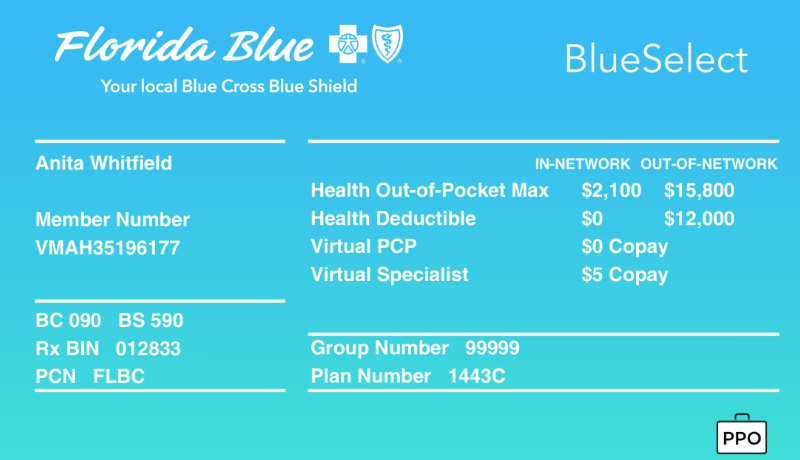 Florida Blue
BlueSelect
Your local Blue Cross Blue Shield
Anita Whitfield
Member Number
VMAH35196177
BC 090 BS 590
Rx BIN 012833
PCN FLBC
IN-NETWORK OUT-OF-NETWORK
Health Out-of-Pocket Max $2,100 $15,800
Health Deductible $0 $12,000
Virtual PCP $0 Copay
Virtual Specialist $5 Copay
Group Number 99999
Plan Number 1443C
PPO